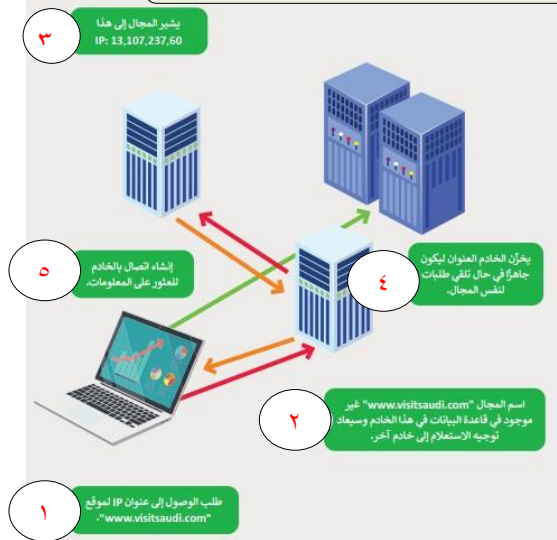 ٣
يشير المجال إلى هذا
IP: 13,107,237,60
٥
إنشاء اتصال بالخادم
للعثور على المعلومات.
٤
يخزّن الخادم العنوان ليكون
جاهزًا في حال تلقي طلبات
لنفس المجال.
٢
اسم المجال "www.visitsaudi.com" غير
موجود في قاعدة البيانات في هذا الخادم وسيعاد
توجيه الاستعلام إلى خادم آخر.
١
طلب الوصول إلى عنوان IP لموقع
"www.visitsaudi.com".